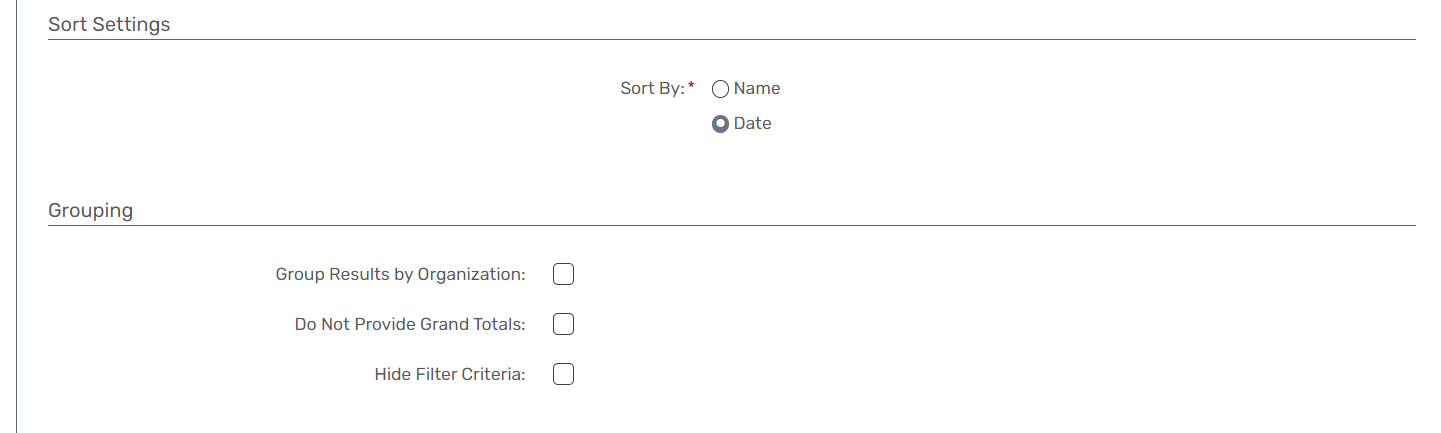 Sort Settings
Sort By:* Name
Date
Grouping
Group Results by Organization:
Do Not Provide Grand Totals:
Hide Filter Criteria: